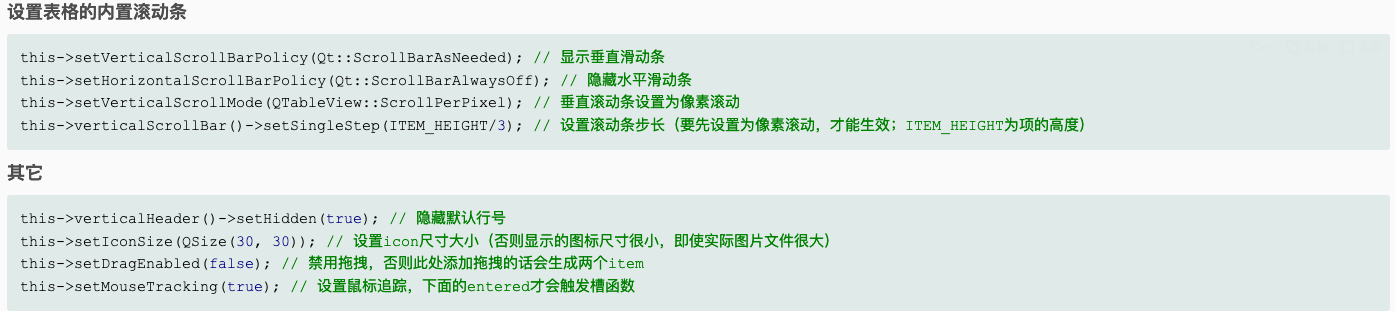 设置表格的内置滚动条
this->setVerticalScrollBarPolicy(Qt::ScrollBarAsNeeded); // 显示垂直滑动条
this->setHorizontalScrollBarPolicy(Qt::ScrollBarAlwaysOff); // 隐藏水平滑动条
this->setVerticalScrollMode(QTableView::ScrollPerPixel); // 垂直滚动条设置为像素滚动
this->verticalScrollBar()->setSingleStep(ITEM_HEIGHT/3); // 设置滚动条步长（要先设置为像素滚动，才能生效；ITEM_HEIGHT为项的高度）
其它
this->verticalHeader()->setHidden(true); // 隐藏默认行号
this->setIconSize(QSize(30, 30)); // 设置icon尺寸大小（否则显示的图标尺寸很小，即使实际图片文件很大）
this->setDragEnabled(false); // 禁用拖拽，否则此处添加拖拽的话会生成两个item
this->setMouseTracking(true); // 设置鼠标追踪，下面的entered才会触发槽函数